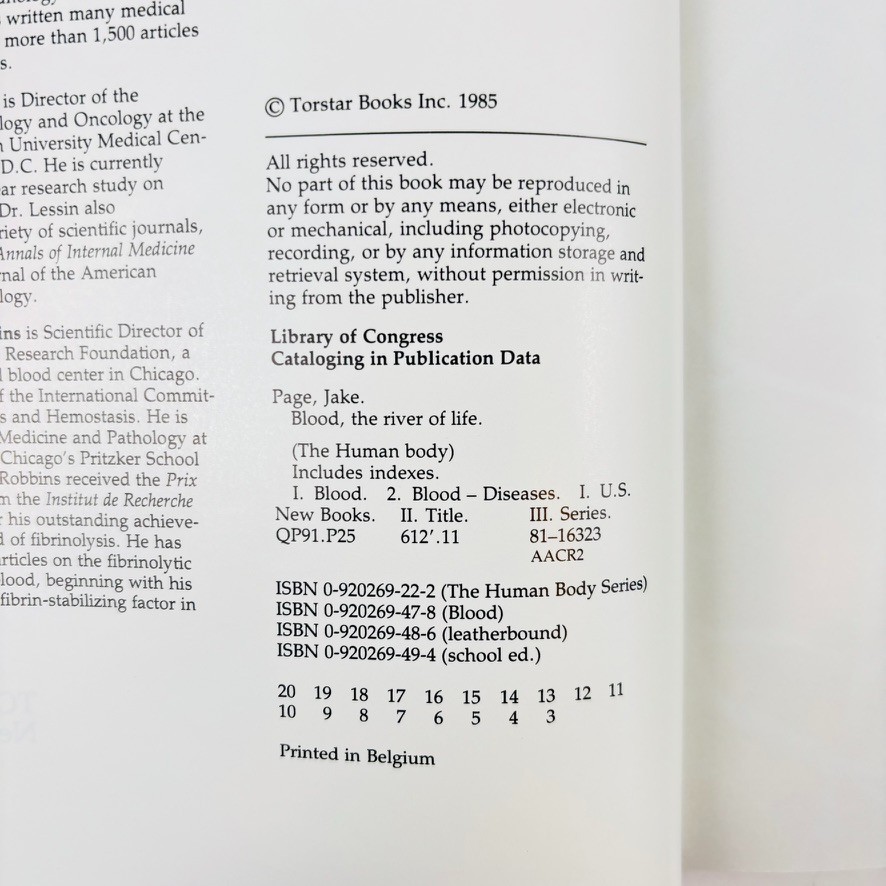 written many medical
more than 1,500 articles
s.
is Director of the
logy and Oncology at the
University Medical Cen-
D.C. He is currently
ar research study on
Dr. Lessin also
riety of scientific journals,
Annals of Internal Medicine
rnal of the American
logy.
ins is Scientific Director of
Research Foundation, a
l blood center in Chicago.
f the International Commit-
s and Hemostasis. He is
Medicine and Pathology at
Chicago's Pritzker School
Robbins received the Prix
m the Institut de Recherche
his outstanding achieve-
d of fibrinolysis. He has
rticles on the fibrinolytic
lood, beginning with his
fibrin-stabilizing factor in
© Torstar Books Inc. 1985
All rights reserved.
No part of this book may be reproduced in
any form or by any means, either electronic
or mechanical, including photocopying,
recording, or by any information storage and
retrieval system, without permission in writ-
ing from the publisher.
Library of Congress
Cataloging in Publication Data
Page, Jake.
Blood, the river of life.
(The Human body)
Includes indexes.
I. Blood. 2. Blood – Diseases. I. U.S.
New Books. II. Title. III. Series.
QP91.P25 612'.11 81–16323
AACR2
ISBN 0-920269-22-2 (The Human Body Series)
ISBN 0-920269-47-8 (Blood)
ISBN 0-920269-48-6 (leatherbound)
ISBN 0-920269-49-4 (school ed.)
20 19 18 17 16 15 14 13 12 11
10 9 8 7 6 5 4 3
Printed in Belgium